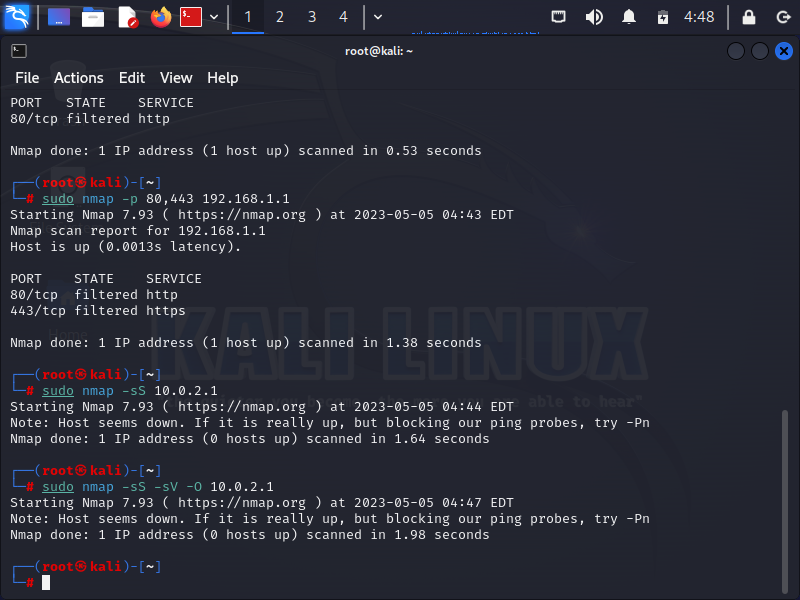 1 2 3 4 4:48
root@kali: ~
File Actions Edit View Help
PORT STATE SERVICE
80/tcp filtered http
Nmap done: 1 IP address (1 host up) scanned in 0.53 seconds
┌──(root㉿kali)-[~]
└─# sudo nmap -p 80,443 192.168.1.1
Starting Nmap 7.93 ( https://nmap.org ) at 2023-05-05 04:43 EDT
Nmap scan report for 192.168.1.1
Host is up (0.0013s latency).
PORT STATE SERVICE
80/tcp filtered http
443/tcp filtered https
Home
KALI LINUX
Nmap done: 1 IP address (1 host up) scanned in 1.38 seconds
┌──(root㉿kali)-[~]
└─# sudo nmap -sS 10.0.2.1
able to hear"
Starting Nmap 7.93 ( https://nmap.org ) at 2023-05-05 04:44 EDT
Note: Host seems down. If it is really up, but blocking our ping probes, try -Pn
Nmap done: 1 IP address (0 hosts up) scanned in 1.64 seconds
┌──(root㉿kali)-[~]
└─# sudo nmap -sS -sV -O 10.0.2.1
Starting Nmap 7.93 ( https://nmap.org ) at 2023-05-05 04:47 EDT
Note: Host seems down. If it is really up, but blocking our ping probes, try -Pn
Nmap done: 1 IP address (0 hosts up) scanned in 1.98 seconds
┌──(root㉿kali)-[~]
└─#